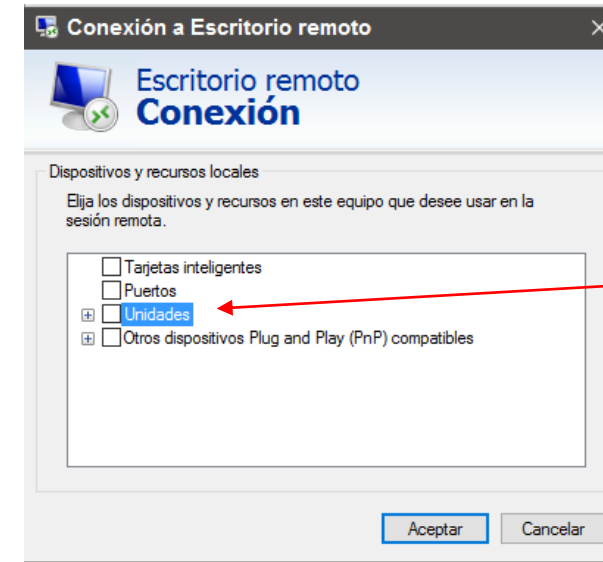 Conexión a Escritorio remoto
Escritorio remoto
Conexión
Dispositivos y recursos locales
Elija los dispositivos y recursos en este equipo que desee usar en la
sesión remota.
Tarjetas inteligentes
Puertos
Unidades
Otros dispositivos Plug and Play (PnP) compatibles
Aceptar
Cancelar